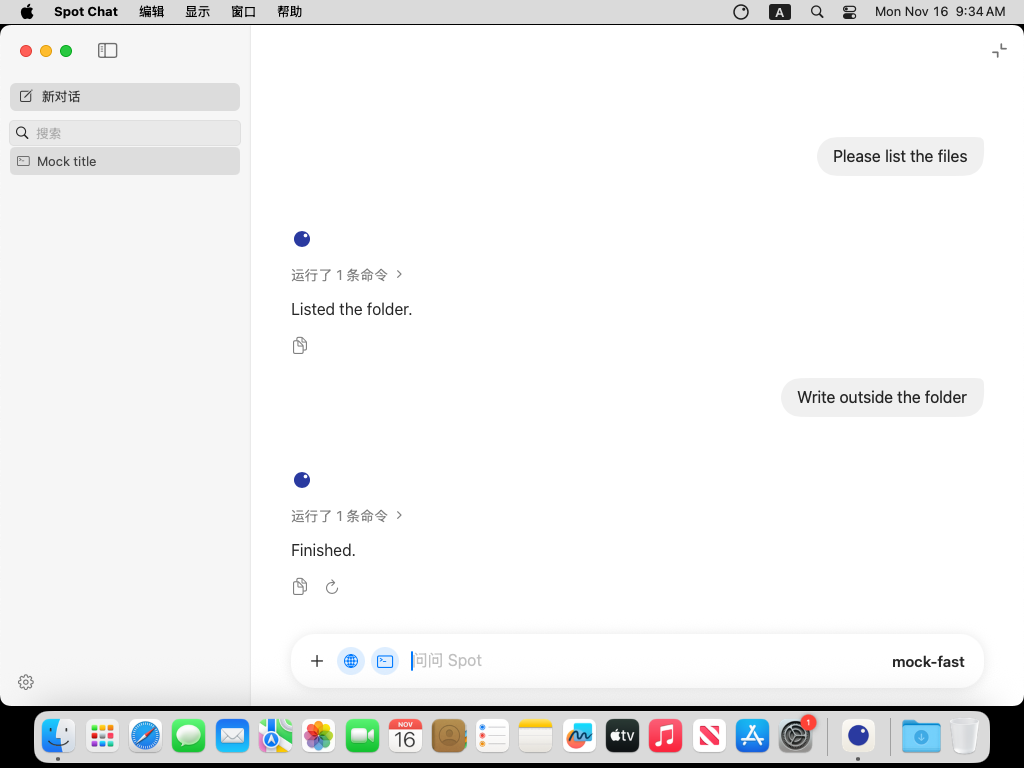 Spot Chat 编辑 显示 窗口 帮助 A Mon Nov 16 9:34 AM
新对话
搜索
Mock title
Please list the files
运行了 1 条命令
Listed the folder.
Write outside the folder
运行了 1 条命令
Finished.
问问 Spot
mock-fast
NOV
16
tv
1